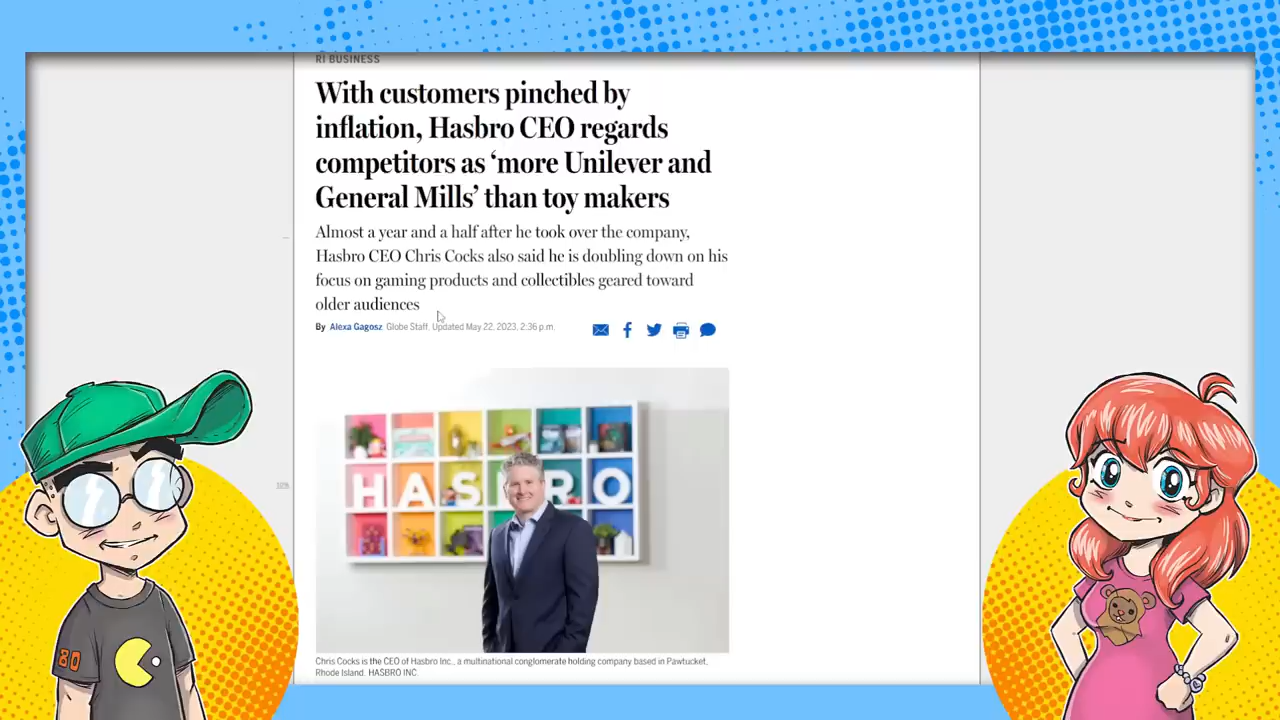 RI BUSINESS
With customers pinched by
inflation, Hasbro CEO regards
competitors as ‘more Unilever and
General Mills’ than toy makers
Almost a year and a half after he took over the company,
Hasbro CEO Chris Cocks also said he is doubling down on his
focus on gaming products and collectibles geared toward
older audiences
By Alexa Gagosz Globe Staff, Updated May 22, 2023, 2:36 p.m.
HASBRO
Chris Cocks is the CEO of Hasbro Inc., a multinational conglomerate holding company based in Pawtucket,
Rhode Island. HASBRO INC
80